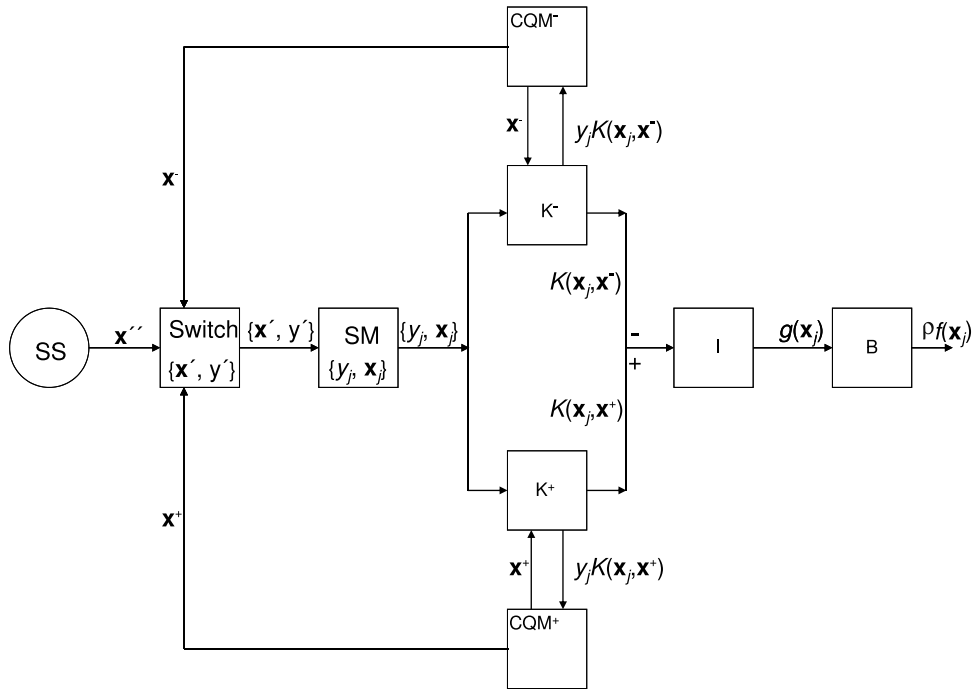 CQM⁻
x⁻
yⱼK(xⱼ,x⁻)
x⁻
K⁻
K(xⱼ,x⁻)
SS
x´´
Switch
{x´, y´}
{x´, y´}
SM
{yⱼ, xⱼ}
{yⱼ, xⱼ}
-
+
I
g(xⱼ)
B
ρf(xⱼ)
K(xⱼ,x⁺)
K⁺
x⁺
x⁺
yⱼK(xⱼ,x⁺)
CQM⁺